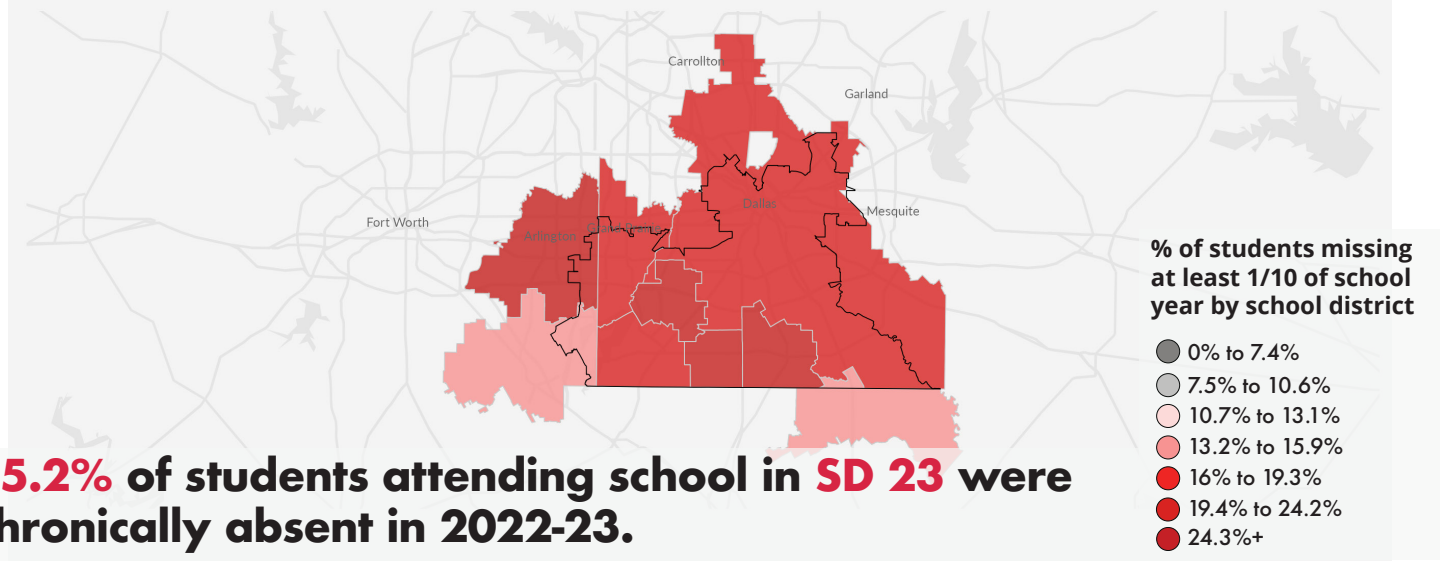 Carrollton
Garland
Fort Worth
Dallas
Mesquite
Arlington
Grand Prairie
% of students missing
at least 1/10 of school
year by school district
0% to 7.4%
7.5% to 10.6%
10.7% to 13.1%
13.2% to 15.9%
16% to 19.3%
19.4% to 24.2%
24.3%+
5.2% of students attending school in SD 23 were
hronically absent in 2022-23.